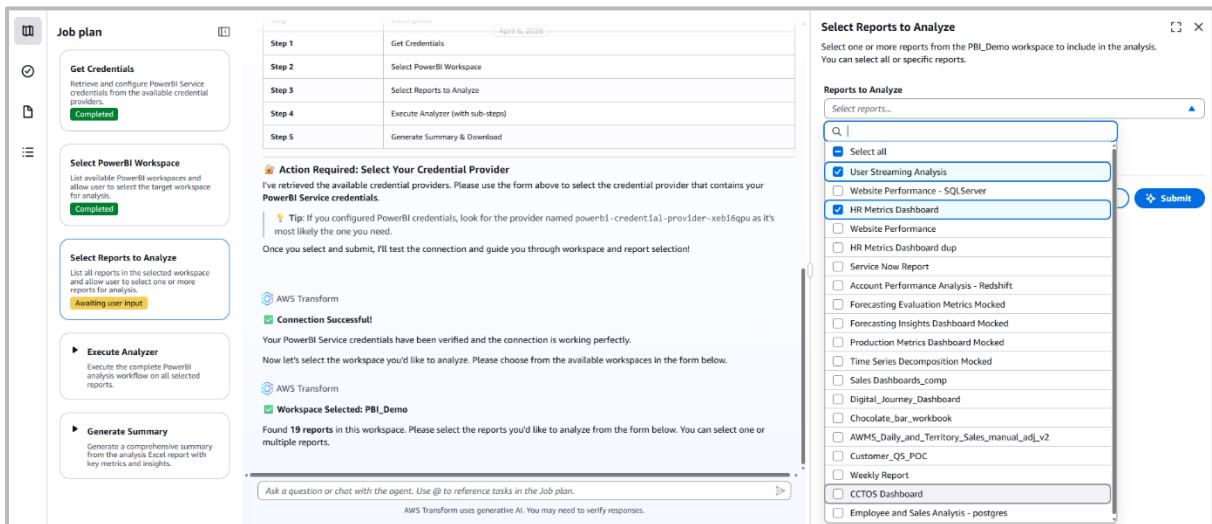 Job plan
Get Credentials
Retrieve and configure PowerBI Service
credentials from the available credential
providers.
Completed
Select PowerBI Workspace
List available PowerBI workspaces and
allow user to select the target workspace
for analysis.
Completed
Select Reports to Analyze
List all reports in the selected workspace
and allow user to select one or more
reports for analysis.
Awaiting user input
Execute Analyzer
Execute the complete PowerBI
analysis workflow on all selected
reports.
Generate Summary
Generate a comprehensive summary
from the analysis Excel report with
key metrics and insights.
April 6, 2026
Step 1 Get Credentials
Step 2 Select PowerBI Workspace
Step 3 Select Reports to Analyze
Step 4 Execute Analyzer (with sub-steps)
Step 5 Generate Summary & Download
Action Required: Select Your Credential Provider
I've retrieved the available credential providers. Please use the form above to select the credential provider that contains your
PowerBI Service credentials.
Tip: If you configured PowerBI credentials, look for the provider named powerbi-credential-provider-xebi6qpu as it's
most likely the one you need.
Once you select and submit, I'll test the connection and guide you through workspace and report selection!
AWS Transform
Connection Successful!
Your PowerBI Service credentials have been verified and the connection is working perfectly.
Now let's select the workspace you'd like to analyze. Please choose from the available workspaces in the form below.
AWS Transform
Workspace Selected: PBI_Demo
Found 19 reports in this workspace. Please select the reports you'd like to analyze from the form below. You can select one or
multiple reports.
Ask a question or chat with the agent. Use @ to reference tasks in the Job plan.
AWS Transform uses generative AI. You may need to verify responses.
Select Reports to Analyze
Select one or more reports from the PBI_Demo workspace to include in the analysis.
You can select all or specific reports.
Reports to Analyze
Select reports...
Select all
User Streaming Analysis
Website Performance - SQLServer
HR Metrics Dashboard
Submit
Website Performance
HR Metrics Dashboard dup
Service Now Report
Account Performance Analysis - Redshift
Forecasting Evaluation Metrics Mocked
Forecasting Insights Dashboard Mocked
Production Metrics Dashboard Mocked
Time Series Decomposition Mocked
Sales Dashboards_comp
Digital_Journey_Dashboard
Chocolate_bar_workbook
AWMS_Daily_and_Territory_Sales_manual_adj_v2
Customer_QS_POC
Weekly Report
CCTOS Dashboard
Employee and Sales Analysis - postgres